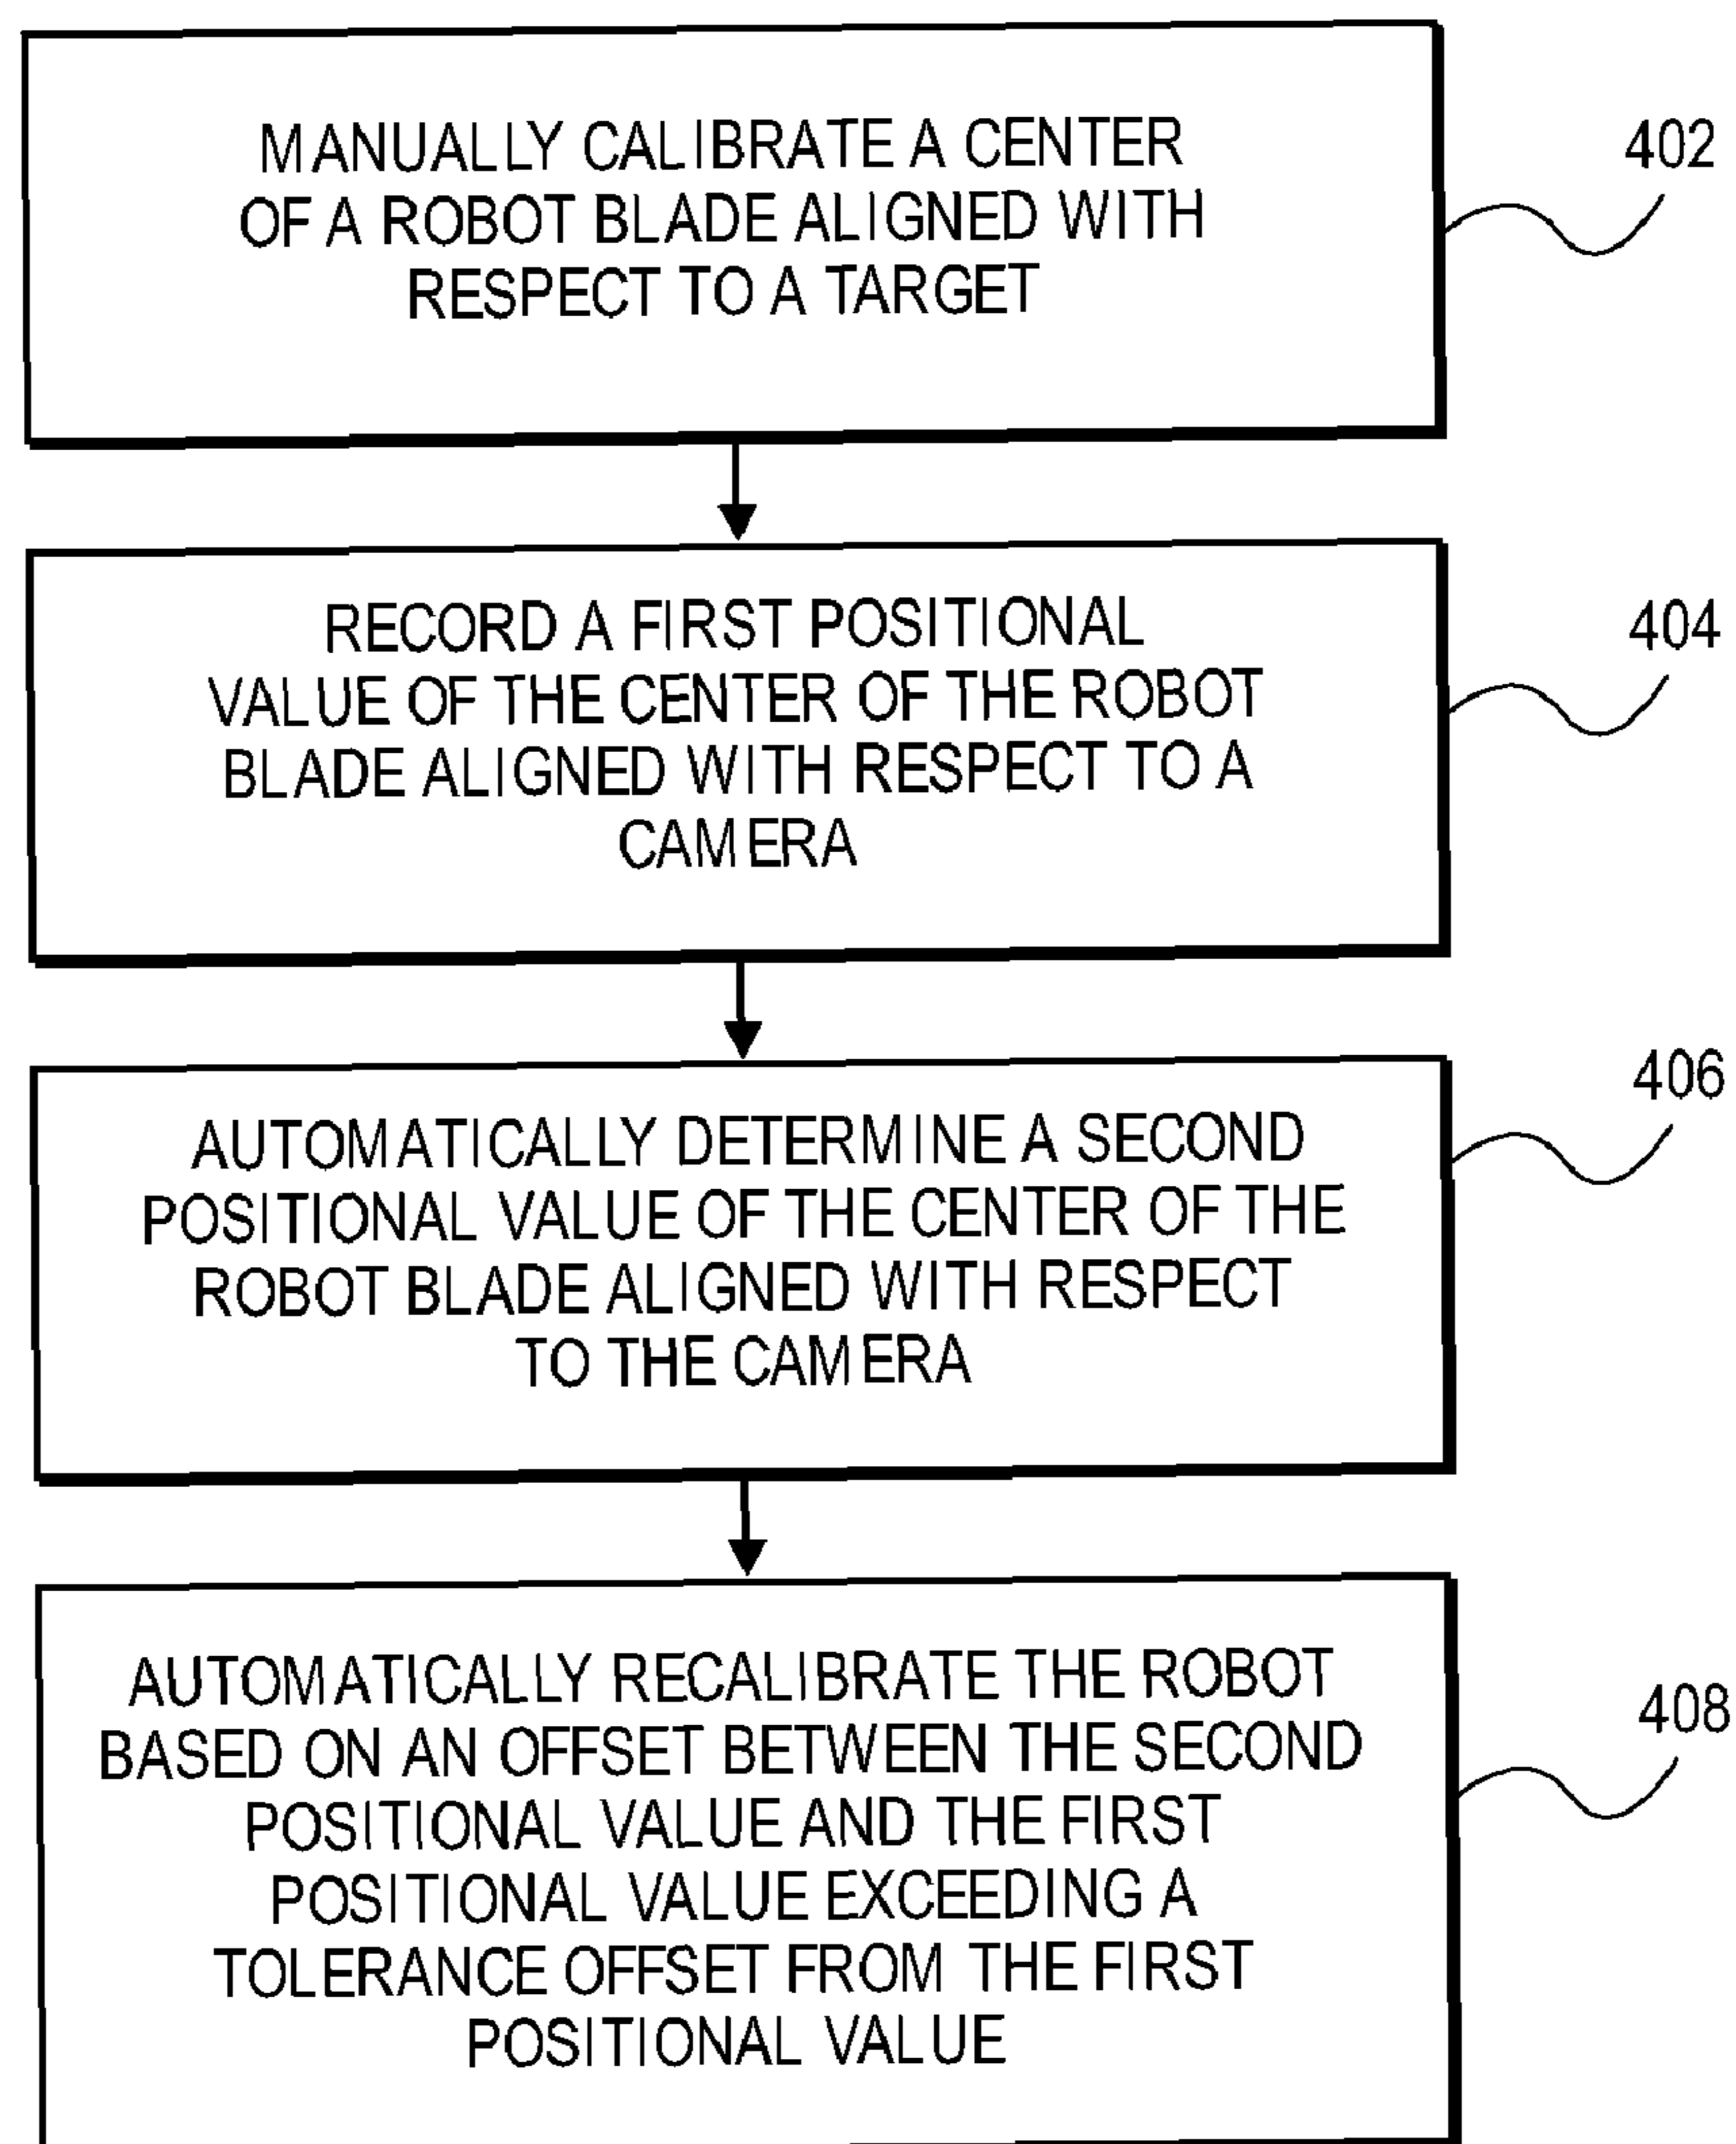 MANUALLY CALIBRATE A CENTER
OF A ROBOT BLADE ALIGNED WITH
RESPECT TO A TARGET
402
RECORD A FIRST POSITIONAL
VALUE OF THE CENTER OF THE ROBOT
BLADE ALIGNED WITH RESPECT TO A
CAMERA
404
AUTOMATICALLY DETERMINE A SECOND
POSITIONAL VALUE OF THE CENTER OF THE
ROBOT BLADE ALIGNED WITH RESPECT
TO THE CAMERA
406
AUTOMATICALLY RECALIBRATE THE ROBOT
BASED ON AN OFFSET BETWEEN THE SECOND
POSITIONAL VALUE AND THE FIRST
POSITIONAL VALUE EXCEEDING A
TOLERANCE OFFSET FROM THE FIRST
POSITIONAL VALUE
408